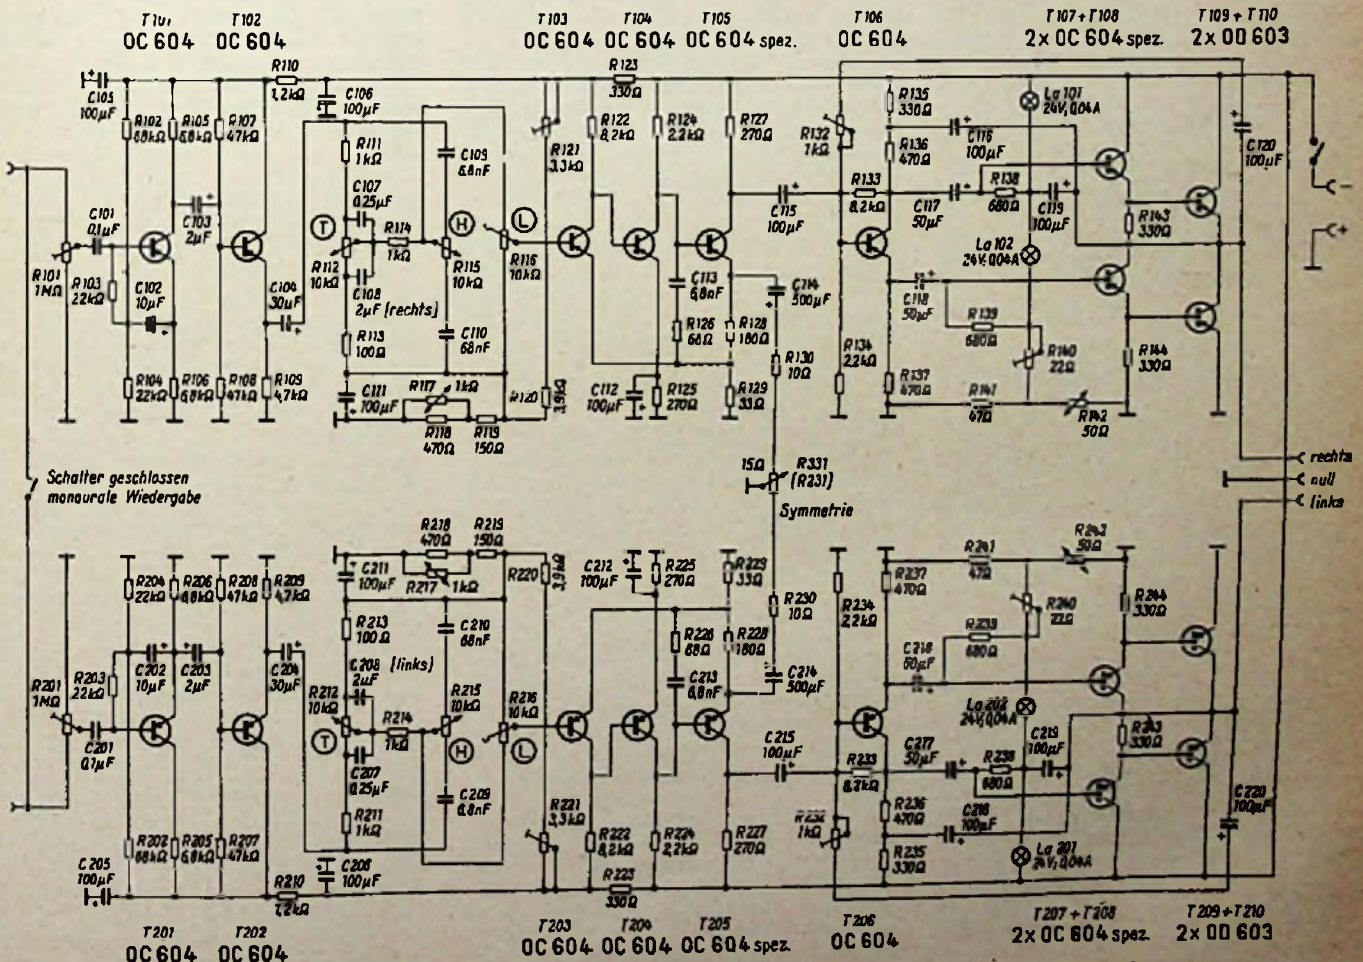 T101
OC 604
T102
OC 604
T103
OC 604
T104
OC 604
T105
OC 604 spez.
T106
OC 604
T107+T108
2x OC 604 spez.
T109+T110
2x OD 603
C105
100µF
R102
68kΩ
R105
6,8kΩ
R107
47kΩ
R110
1,2kΩ
C106
100µF
R111
1kΩ
C107
0,25µF
C109
6,8nF
R114
1kΩ
R121
3,3kΩ
R122
8,2kΩ
R123
330Ω
R124
2,2kΩ
R127
270Ω
R132
1kΩ
R135
330Ω
R136
470Ω
R133
8,2kΩ
C116
100µF
La 101
24V, 0,04A
C120
100µF
R138
680Ω
C119
100µF
C117
50µF
La 102
24V, 0,04A
R143
330Ω
C101
0,1µF
C103
2µF
R101
1MΩ
R103
22kΩ
C102
10µF
C104
30µF
T
R112
10kΩ
H
R115
10kΩ
L
R116
10kΩ
C108
2µF [rechts]
C113
6,8nF
C115
100µF
C114
500µF
C118
50µF
R139
680Ω
R140
22Ω
R113
100Ω
C110
68nF
R126
68Ω
R128
180Ω
R130
10Ω
R134
2,2kΩ
R104
22kΩ
R106
6,8kΩ
R108
47kΩ
R109
4,7kΩ
C111
100µF
R117
1kΩ
R118
470Ω
R119
150Ω
R120
3,9kΩ
C112
100µF
R125
270Ω
R129
33Ω
R137
470Ω
R141
47Ω
R142
50Ω
R144
330Ω
−
+
Schalter geschlossen
monaurale Wiedergabe
15Ω
R331
(R231)
Symmetrie
rechts
null
links
R204
22kΩ
R206
6,8kΩ
R208
47kΩ
R209
4,7kΩ
C211
100µF
R218
470Ω
R219
150Ω
R217
1kΩ
R220
3,9kΩ
C212
100µF
R225
270Ω
R229
33Ω
R230
10Ω
R234
2,2kΩ
R237
470Ω
R241
47Ω
50Ω
R240
22Ω
R244
330Ω
R239
680Ω
R201
1MΩ
R203
22kΩ
C202
10µF
C203
2µF
C204
30µF
R213
100Ω
C210
68nF
C208
2µF
[links]
R212
10kΩ
R215
10kΩ
R216
10kΩ
R226
68Ω
R228
180Ω
C213
6,8nF
C214
500µF
50µF
La 202
24V, 0,04A
C219
100µF
R243
330Ω
C201
0,1µF
T
R214
1kΩ
H
L
C207
0,25µF
C209
6,8nF
C215
100µF
R233
8,2kΩ
C217
50µF
R238
680Ω
C220
100µF
R211
1kΩ
R221
3,3kΩ
R222
8,2kΩ
R224
2,2kΩ
R227
270Ω
R232
1kΩ
R236
470Ω
C216
100µF
R235
330Ω
La 201
24V, 0,04A
C205
100µF
R202
68kΩ
R205
6,8kΩ
R207
47kΩ
R210
1,2kΩ
C206
100µF
R223
330Ω
T201
OC 604
T202
OC 604
T203
OC 604
T204
OC 604
T205
OC 604 spez.
T206
OC 604
T207+T208
2x OC 604 spez.
T209+T210
2x OD 603